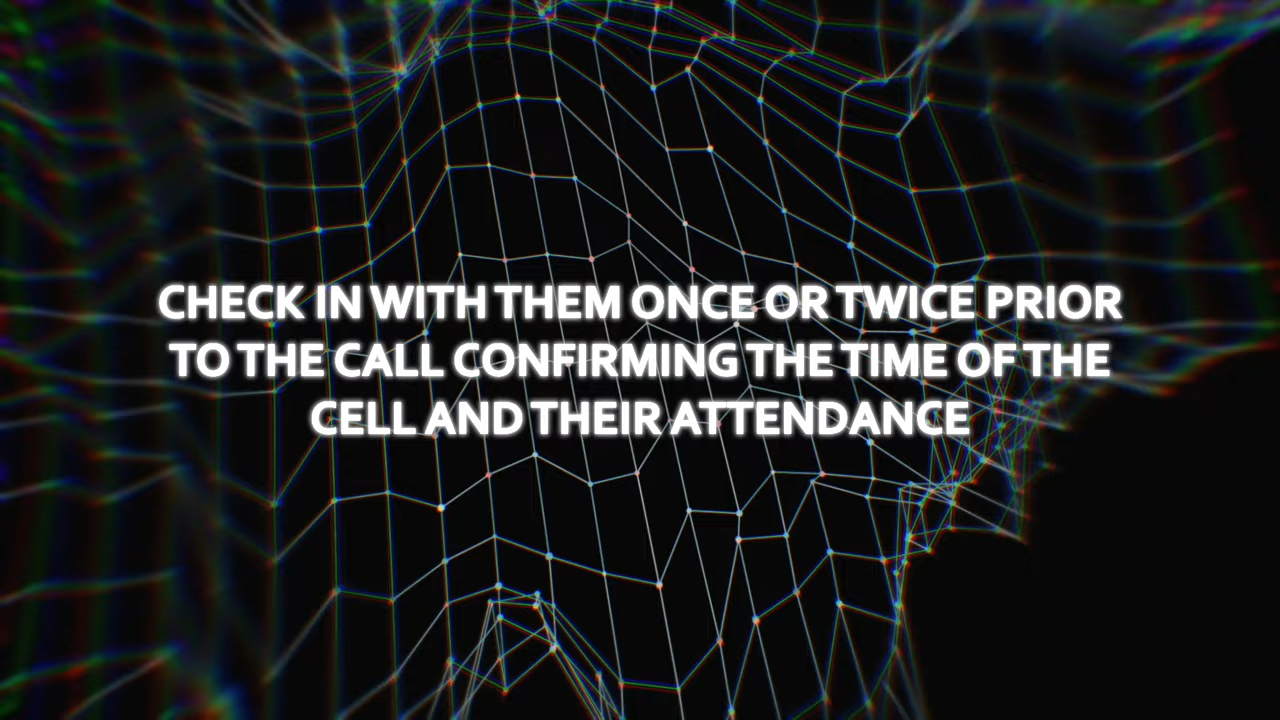 CHECK IN WITH THEM ONCE OR TWICE PRIOR
TO THE CALL CONFIRMING THE TIME OF THE
CELL AND THEIR ATTENDANCE